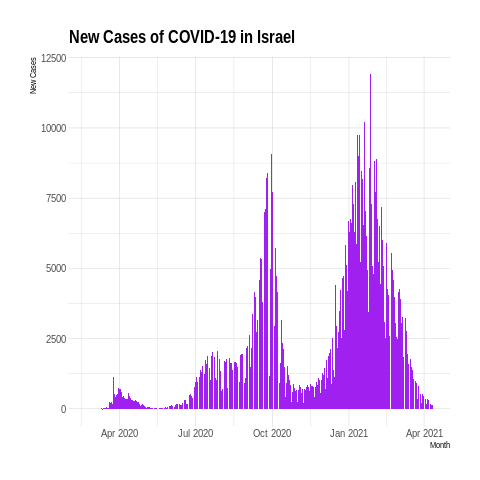 New Cases of COVID-19 in Israel
New Cases
12500
10000
7500
5000
2500
0
Apr 2020 Jul 2020 Oct 2020 Jan 2021 Apr 2021
Month